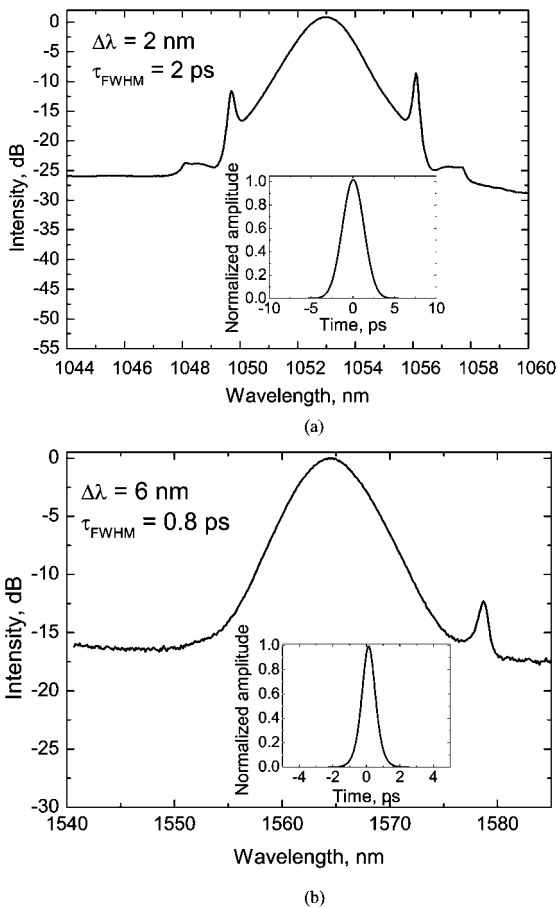 0
-5
-10
-15
-20
-25
-30
-35
-40
-45
-50
-55
Intensity, dB
Δλ = 2 nm
τFWHM = 2 ps
1.0
0.8
0.6
0.4
0.2
0.0
Normalized amplitude
-10 -5 0 5 10
Time, ps
1044 1046 1048 1050 1052 1054 1056 1058 1060
Wavelength, nm
(a)
0
-5
-10
-15
-20
-25
-30
Intensity, dB
Δλ = 6 nm
τFWHM = 0.8 ps
1.0
0.8
0.6
0.4
0.2
0.0
Normalized amplitude
-4 -2 0 2 4
Time, ps
1540 1550 1560 1570 1580
Wavelength, nm
(b)